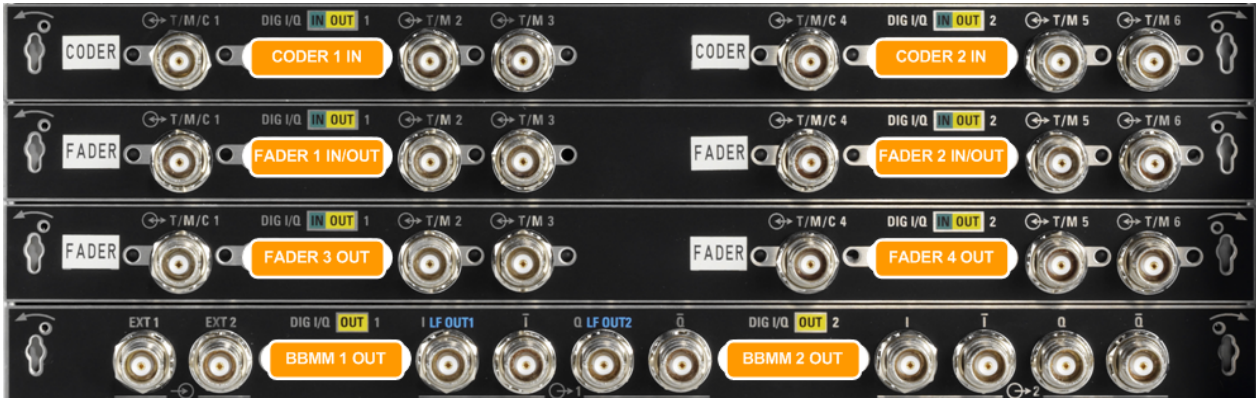 T/M/C 1 DIG I/Q IN OUT 1 T/M 2 T/M 3 T/M/C 4 DIG I/Q IN OUT 2 T/M 5 T/M 6
CODER CODER 1 IN CODER CODER 2 IN
T/M/C 1 DIG I/Q IN OUT 1 T/M 2 T/M 3 T/M/C 4 DIG I/Q IN OUT 2 T/M 5 T/M 6
FADER FADER 1 IN/OUT FADER FADER 2 IN/OUT
T/M/C 1 DIG I/Q IN OUT 1 T/M 2 T/M 3 T/M/C 4 DIG I/Q IN OUT 2 T/M 5 T/M 6
FADER FADER 3 OUT FADER FADER 4 OUT
EXT 1 EXT 2 DIG I/Q OUT 1 I LF OUT1 Ī Q LF OUT2 Q̄ DIG I/Q OUT 2 I Ī Q Q̄
BBMM 1 OUT BBMM 2 OUT
1 2